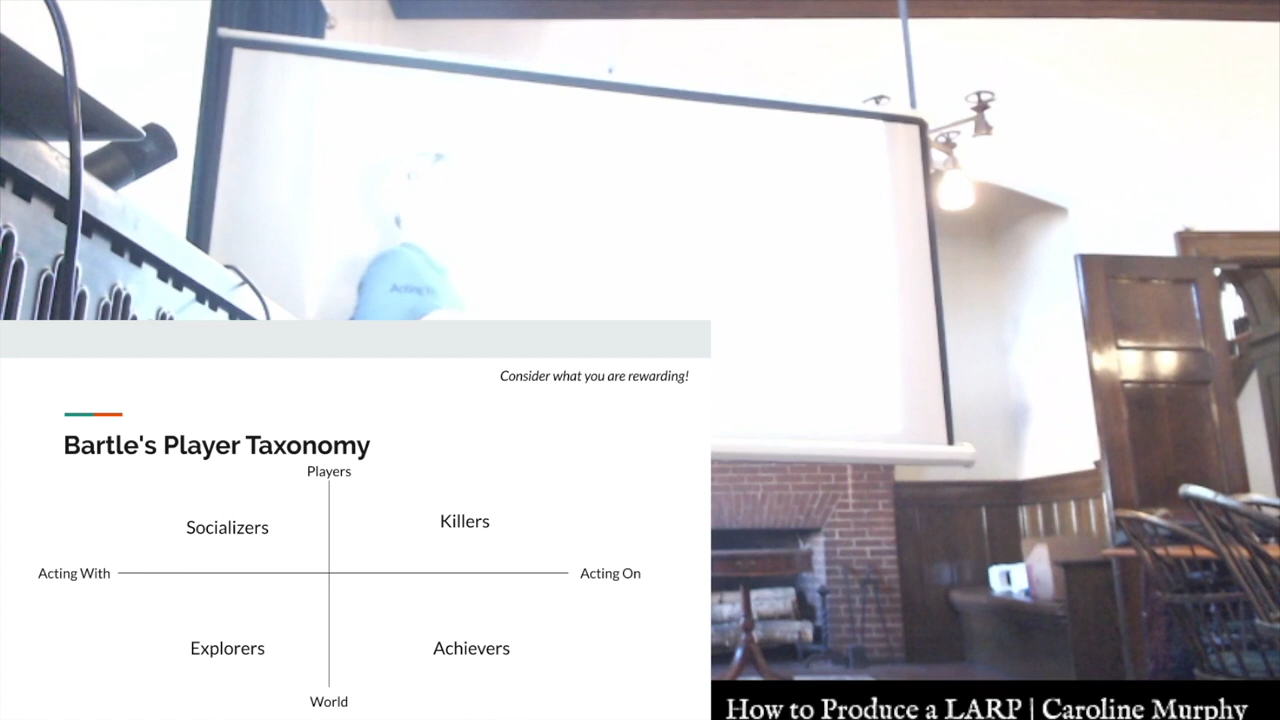 Acting
Consider what you are rewarding!
Bartle's Player Taxonomy
Players
Socializers
Killers
Acting With
Acting On
Explorers
Achievers
World
How to Produce a LARP | Caroline Murphy